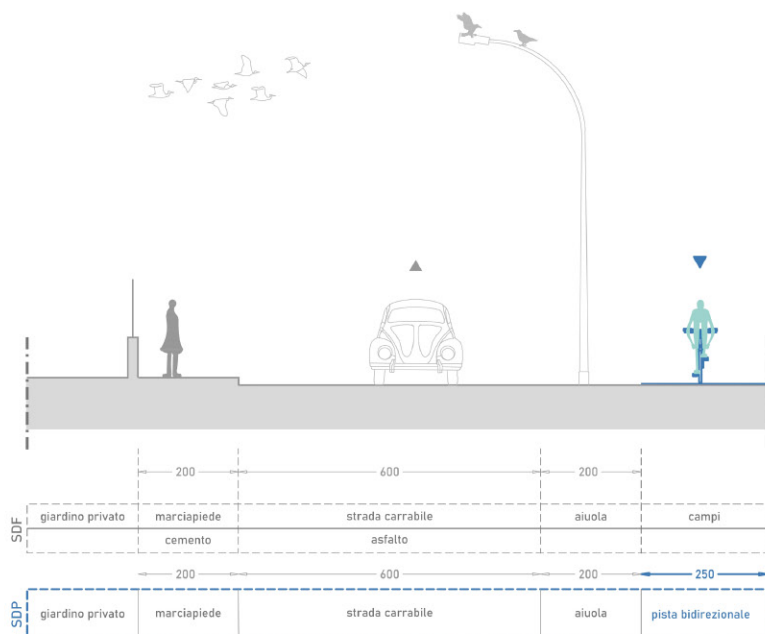 200 600 200
SDF
giardino privato marciapiede strada carrabile aiuola campi
cemento asfalto
200 600 200 250
SDP
giardino privato marciapiede strada carrabile aiuola pista bidirezionale